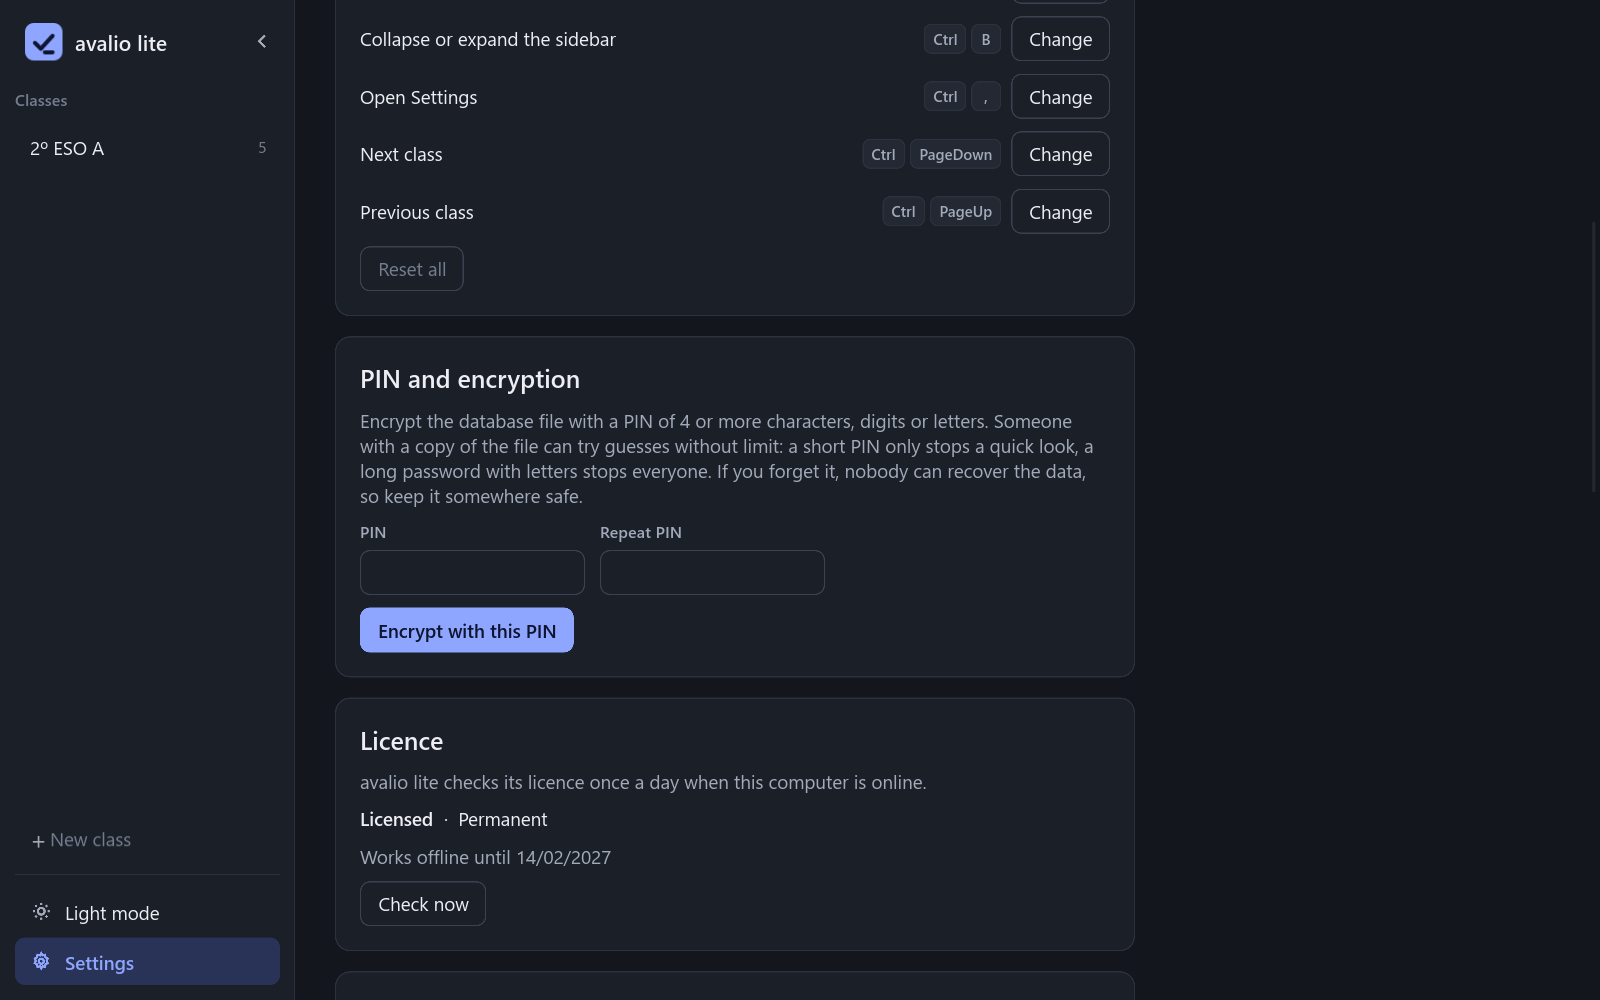 avalio lite
Classes
2º ESO A 5
+ New class
Light mode
Settings
Collapse or expand the sidebar Ctrl B Change
Open Settings Ctrl , Change
Next class Ctrl PageDown Change
Previous class Ctrl PageUp Change
Reset all
PIN and encryption
Encrypt the database file with a PIN of 4 or more characters, digits or letters. Someone
with a copy of the file can try guesses without limit: a short PIN only stops a quick look, a
long password with letters stops everyone. If you forget it, nobody can recover the data,
so keep it somewhere safe.
PIN Repeat PIN
Encrypt with this PIN
Licence
avalio lite checks its licence once a day when this computer is online.
Licensed · Permanent
Works offline until 14/02/2027
Check now